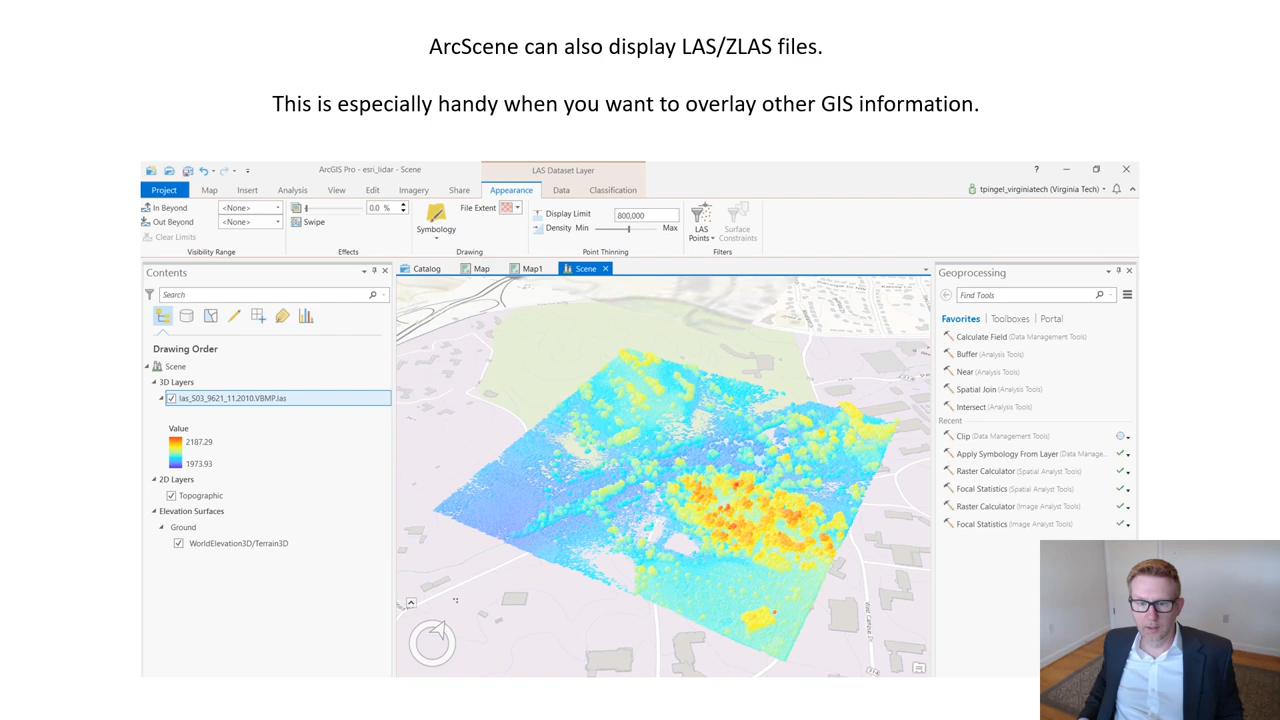 ArcScene can also display LAS/ZLAS files.
This is especially handy when you want to overlay other GIS information.
ArcGIS Pro - esri_lidar - Scene
LAS Dataset Layer
?
Project Map Insert Analysis View Edit Imagery Share Appearance Data Classification
tpingel_virginiatech (Virginia Tech)
In Beyond <None>
Out Beyond <None>
Clear Limits
Visibility Range
0.0 %
Swipe
Effects
Symbology
File Extent
Drawing
Display Limit 800,000
Density Min Max
Point Thinning
LAS Points
Surface Constraints
Filters
Contents
Search
Drawing Order
Scene
3D Layers
las_S03_9621_11.2010.VBMP.las
Value
2187.29
1973.93
2D Layers
Topographic
Elevation Surfaces
Ground
WorldElevation3D/Terrain3D
Catalog Map Map1 Scene
Geoprocessing
Find Tools
Favorites | Toolboxes | Portal
Calculate Field (Data Management Tools)
Buffer (Analysis Tools)
Near (Analysis Tools)
Spatial Join (Analysis Tools)
Intersect (Analysis Tools)
Recent
Clip (Data Management Tools)
Apply Symbology From Layer (Data Manage...
Raster Calculator (Spatial Analyst Tools)
Focal Statistics (Spatial Analyst Tools)
Raster Calculator (Image Analyst Tools)
Focal Statistics (Image Analyst Tools)